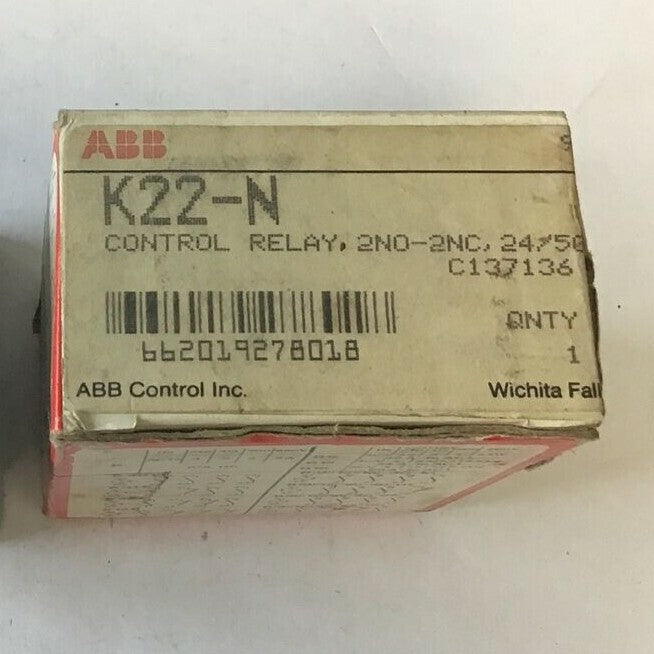 ABB
K22-N
CONTROL RELAY, 2NO-2NC, 24/50
C137136
QNTY
662019278018
1
ABB Control Inc.
Wichita Fall